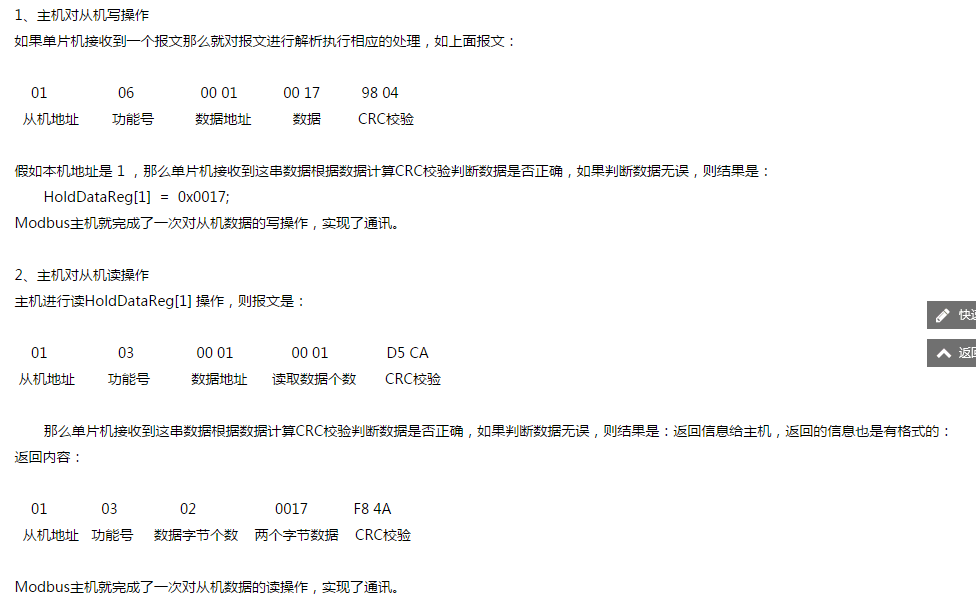 1、主机对从机写操作
如果单片机接收到一个报文那么就对报文进行解析执行相应的处理，如上面报文：
01 06 00 01 00 17 98 04
从机地址 功能号 数据地址 数据 CRC校验
假如本机地址是 1 ，那么单片机接收到这串数据根据数据计算CRC校验判断数据是否正确，如果判断数据无误，则结果是：
HoldDataReg[1] = 0x0017;
Modbus主机就完成了一次对从机数据的写操作，实现了通讯。
2、主机对从机读操作
主机进行读HoldDataReg[1] 操作，则报文是：
01 03 00 01 00 01 D5 CA
从机地址 功能号 数据地址 读取数据个数 CRC校验
那么单片机接收到这串数据根据数据计算CRC校验判断数据是否正确，如果判断数据无误，则结果是：返回信息给主机，返回的信息也是有格式的：
返回内容：
01 03 02 0017 F8 4A
从机地址 功能号 数据字节个数 两个字节数据 CRC校验
Modbus主机就完成了一次对从机数据的读操作，实现了通讯。
快速
返回